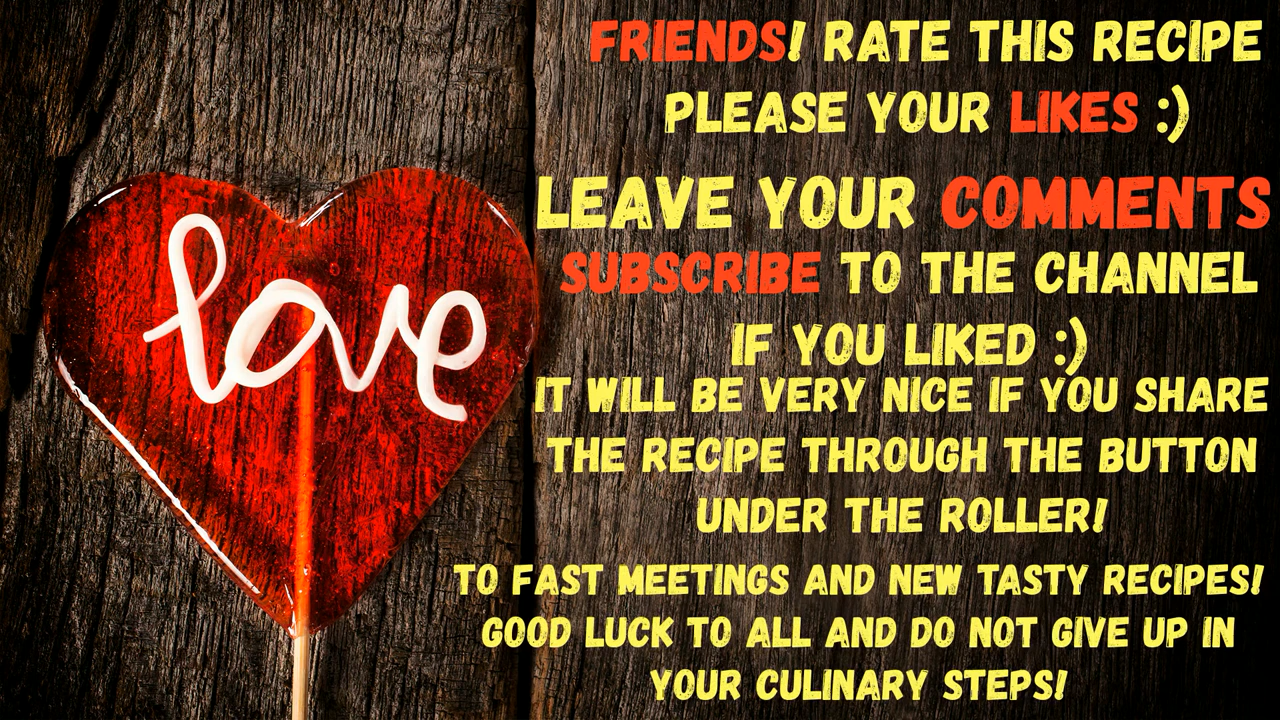 love
FRIENDS! RATE THIS RECIPE
PLEASE YOUR LIKES :)
LEAVE YOUR COMMENTS
SUBSCRIBE TO THE CHANNEL
IF YOU LIKED :)
IT WILL BE VERY NICE IF YOU SHARE
THE RECIPE THROUGH THE BUTTON
UNDER THE ROLLER!
TO FAST MEETINGS AND NEW TASTY RECIPES!
GOOD LUCK TO ALL AND DO NOT GIVE UP IN
YOUR CULINARY STEPS!